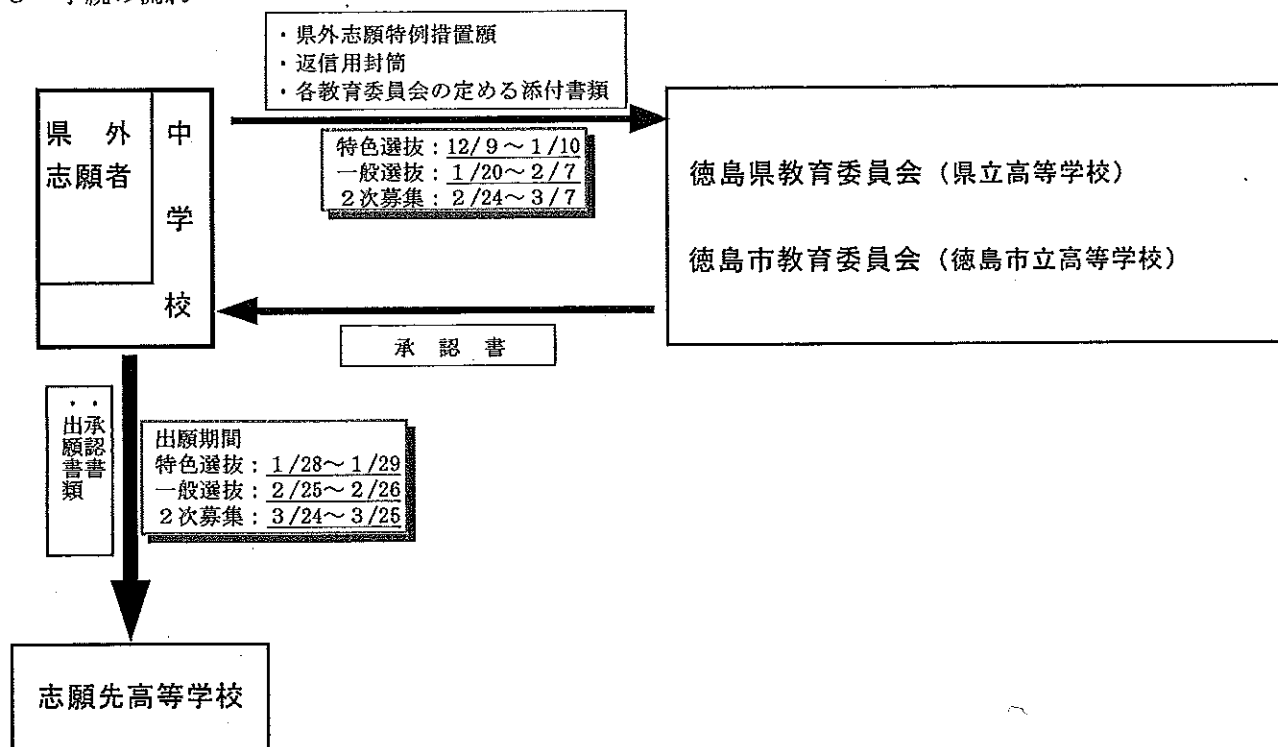 手続の流れ
・県外志願特例措置願
・返信用封筒
・各教育委員会の定める添付書類
県外
志願者
中学校
特色選抜：12/9～1/10
一般選抜：1/20～2/7
2次募集：2/24～3/7
徳島県教育委員会（県立高等学校）
徳島市教育委員会（徳島市立高等学校）
承認書
・承認書
・出願書類
出願期間
特色選抜：1/28～1/29
一般選抜：2/25～2/26
2次募集：3/24～3/25
志願先高等学校